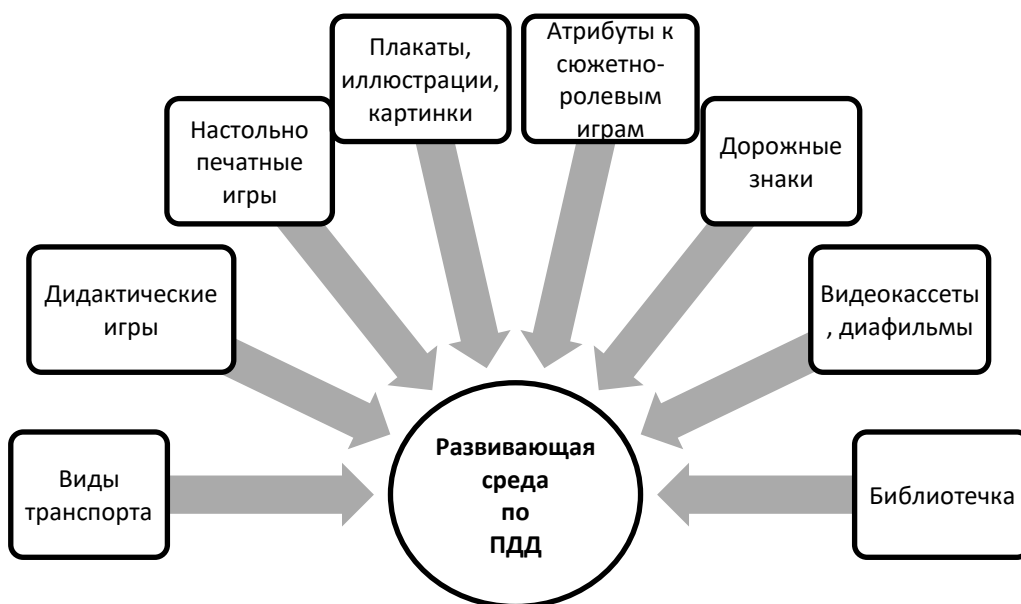 Плакаты,
иллюстрации,
картинки
Атрибуты к
сюжетно-
ролевым
играм
Настольно
печатные
игры
Дорожные
знаки
Дидактические
игры
Видеокассеты
, диафильмы
Виды
транспорта
Развивающая
среда
по
ПДД
Библиотечка